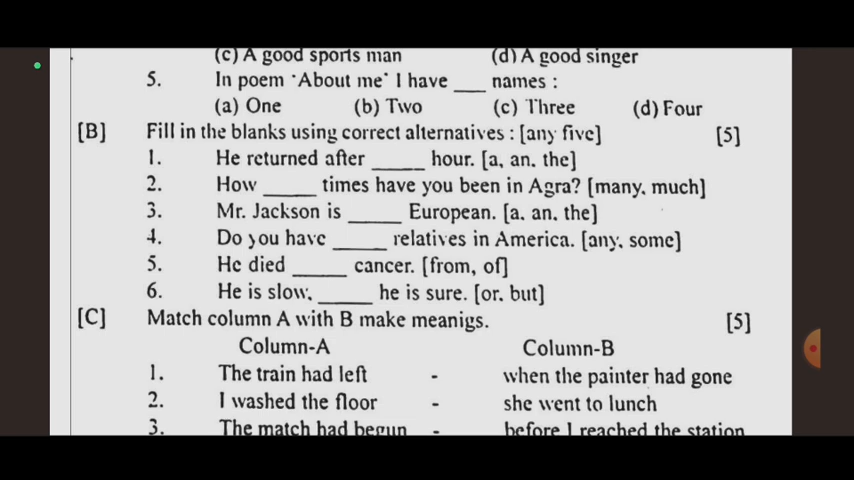 (c) A good sports man (d) A good singer
5. In poem 'About me' I have ___ names :
(a) One (b) Two (c) Three (d) Four
[B] Fill in the blanks using correct alternatives : [any five] [5]
1. He returned after _____ hour. [a, an. the]
2. How _____ times have you been in Agra? [many. much]
3. Mr. Jackson is _____ European. [a. an. the]
4. Do you have _____ relatives in America. [any, some]
5. He died _____ cancer. [from, of]
6. He is slow, _____ he is sure. [or. but]
[C] Match column A with B make meanigs. [5]
Column-A Column-B
1. The train had left - when the painter had gone
2. I washed the floor - she went to lunch
3. The match had begun - before I reached the station